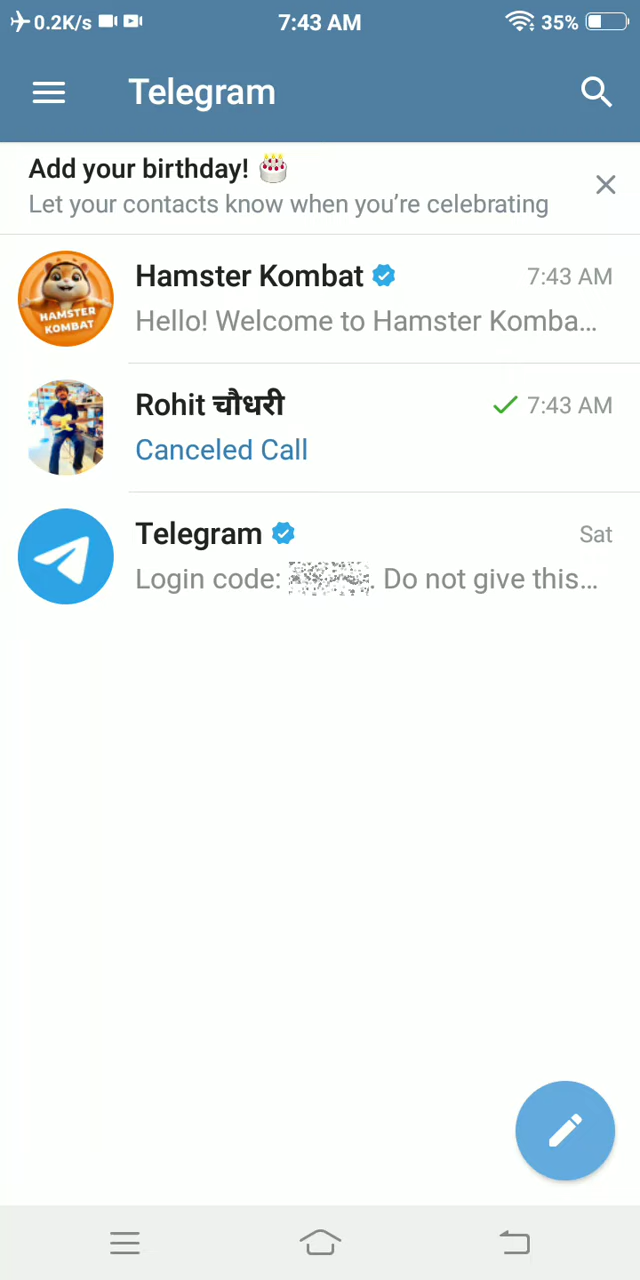 0.2K/s 7:43 AM 35%
Telegram
Add your birthday! 🎂
Let your contacts know when you’re celebrating
Hamster Kombat 7:43 AM
HAMSTER
KOMBAT
Hello! Welcome to Hamster Komba...
Rohit चौधरी 7:43 AM
Canceled Call
Telegram Sat
Login code: . Do not give this...